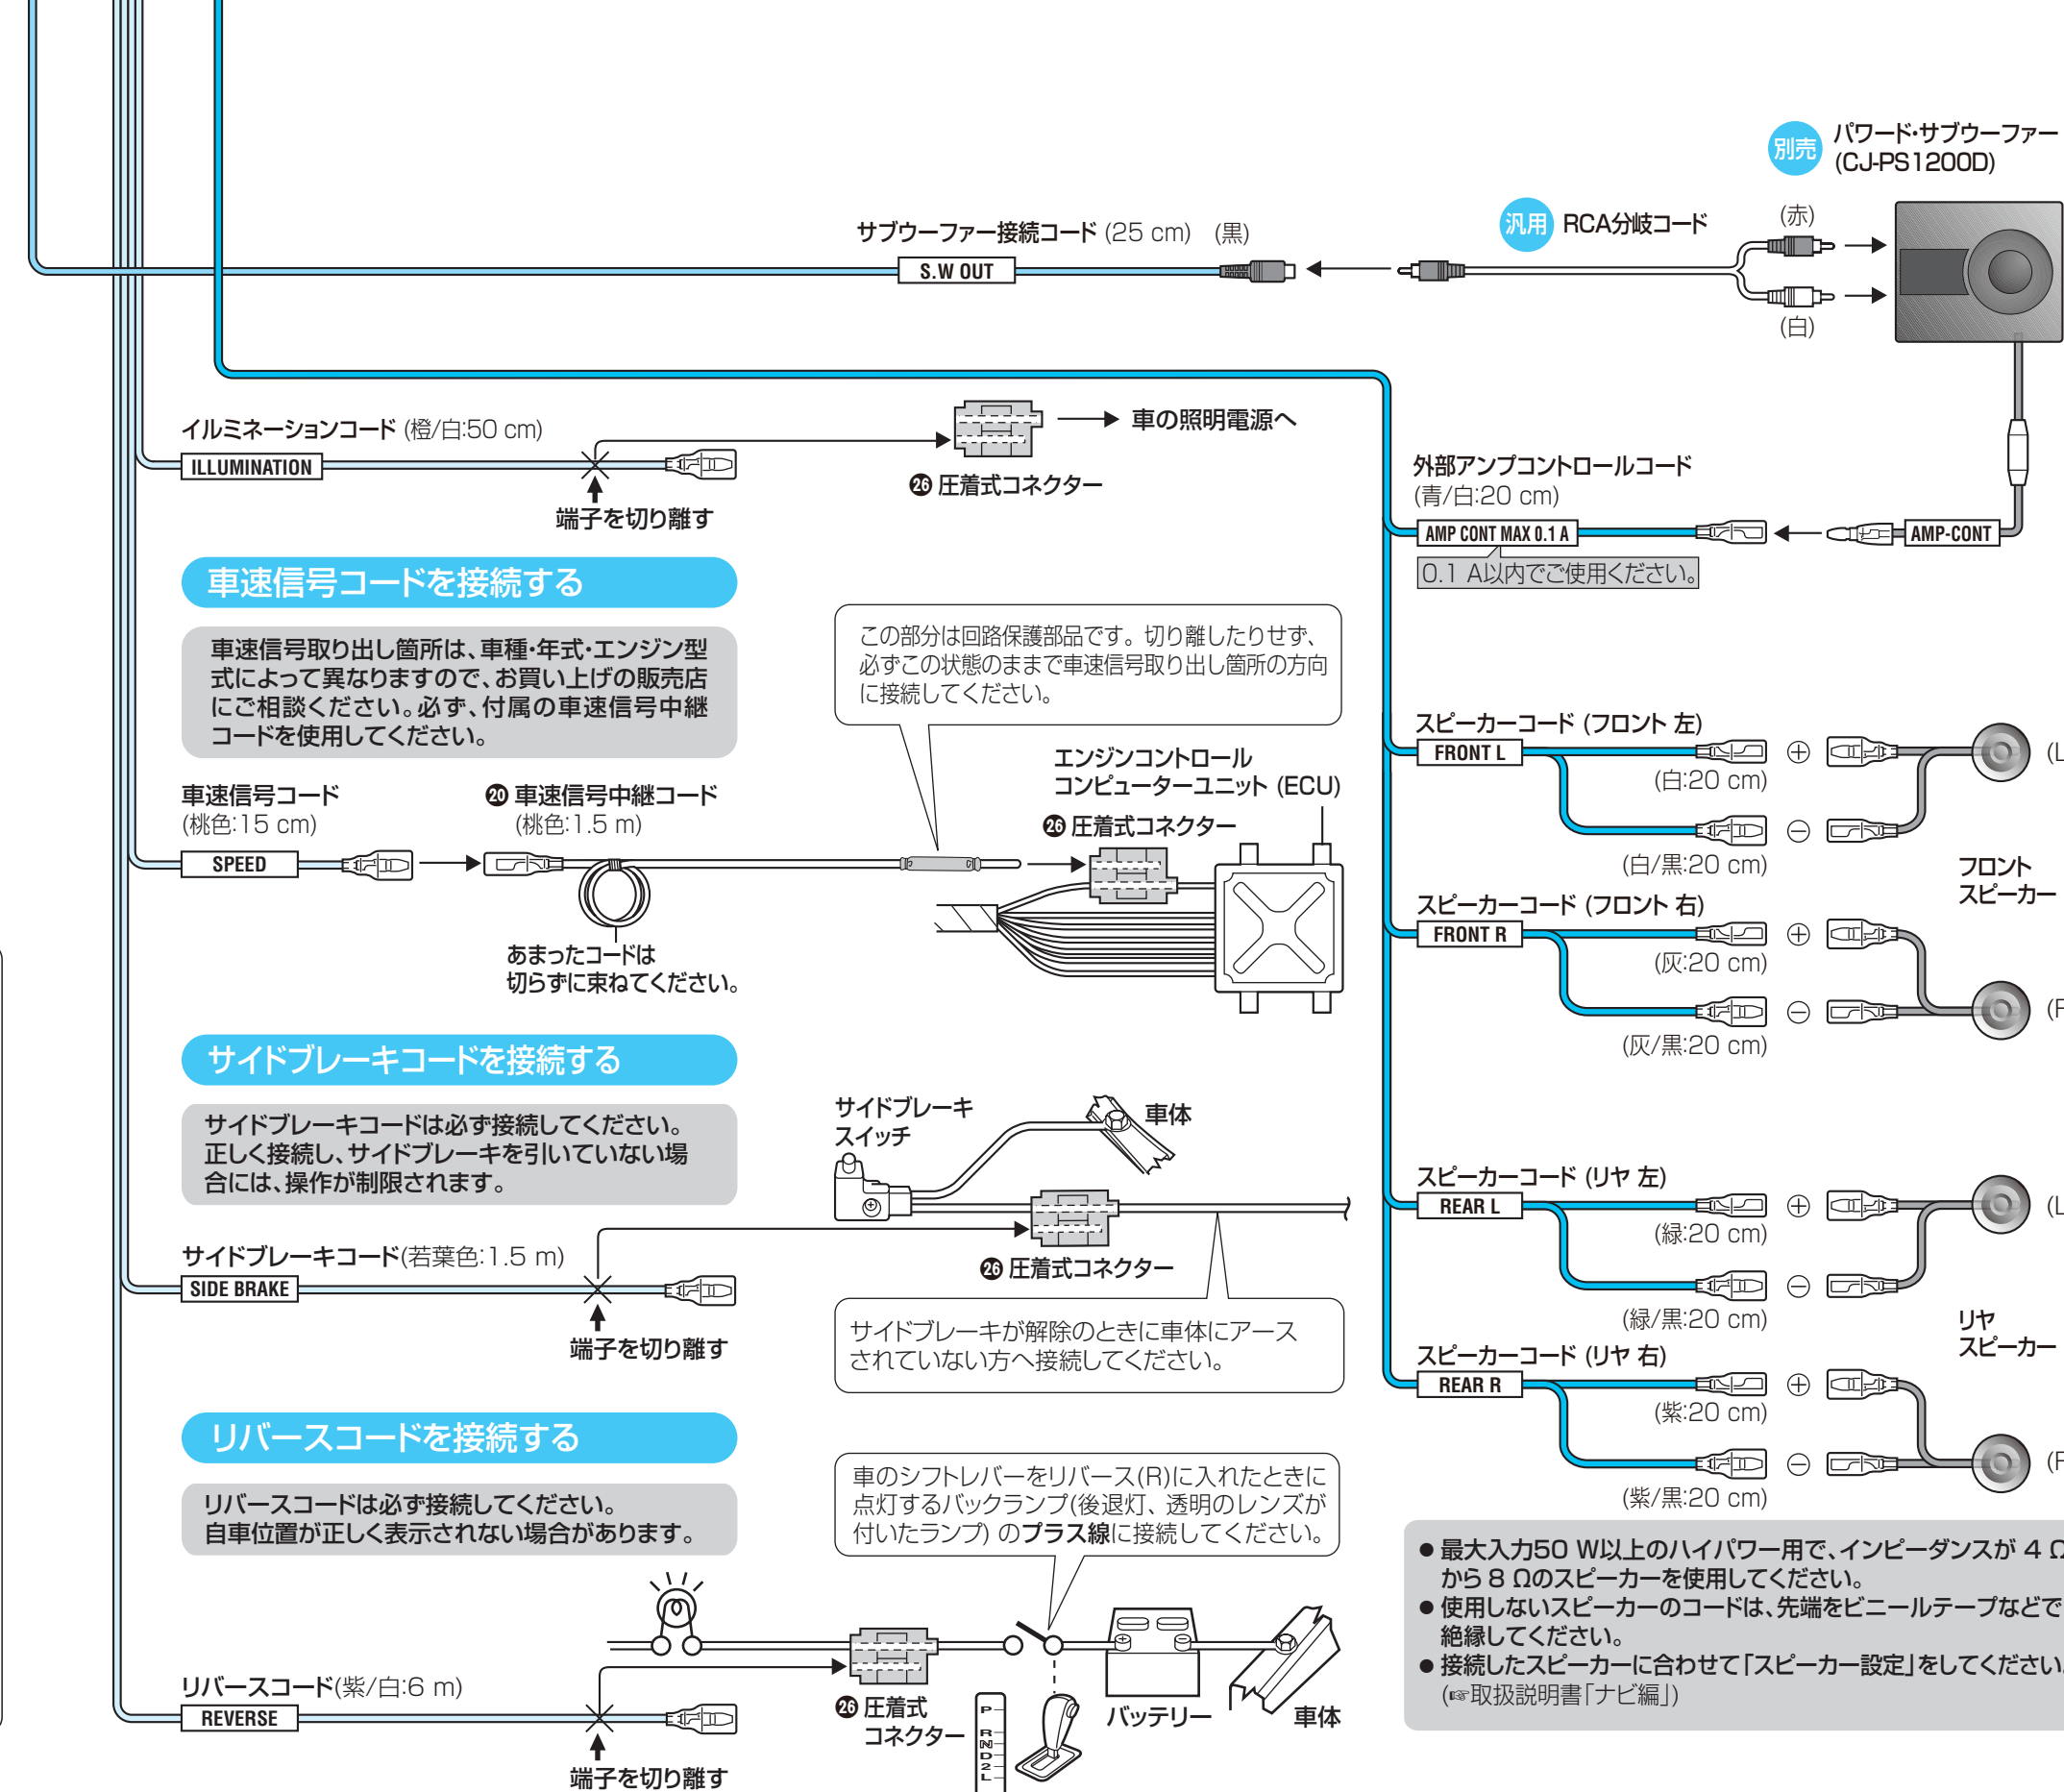 別売
パワード・サブウーファー
(CJ-PS1200D)
サブウーファー接続コード (25 cm) (黒)
S.W OUT
汎用 RCA分岐コード
(赤)
(白)
イルミネーションコード (橙/白:50 cm)
ILLUMINATION
端子を切り離す
車の照明電源へ
㉖ 圧着式コネクター
外部アンプコントロールコード
(青/白:20 cm)
AMP CONT MAX 0.1 A
AMP-CONT
0.1 A以内でご使用ください。
車速信号コードを接続する
車速信号取り出し箇所は、車種・年式・エンジン型
式によって異なりますので、お買い上げの販売店
にご相談ください。必ず、付属の車速信号中継
コードを使用してください。
この部分は回路保護部品です。切り離したりせず、
必ずこの状態のままで車速信号取り出し箇所の方向
に接続してください。
車速信号コード
(桃色:15 cm)
SPEED
⑳ 車速信号中継コード
(桃色:1.5 m)
あまったコードは
切らずに束ねてください。
エンジンコントロール
コンピューターユニット (ECU)
㉖ 圧着式コネクター
サイドブレーキコードを接続する
サイドブレーキコードは必ず接続してください。
正しく接続し、サイドブレーキを引いていない場
合には、操作が制限されます。
サイドブレーキ
スイッチ
車体
サイドブレーキコード(若葉色:1.5 m)
SIDE BRAKE
端子を切り離す
㉖ 圧着式コネクター
サイドブレーキが解除のときに車体にアース
されていない方へ接続してください。
リバースコードを接続する
リバースコードは必ず接続してください。
自車位置が正しく表示されない場合があります。
車のシフトレバーをリバース(R)に入れたときに
点灯するバックランプ(後退灯、透明のレンズが
付いたランプ) のプラス線に接続してください。
リバースコード(紫/白:6 m)
REVERSE
端子を切り離す
㉖ 圧着式
コネクター
P
R
N
D
2
L
バッテリー
車体
スピーカーコード (フロント 左)
FRONT L
(白:20 cm)
⊕
(L
(白/黒:20 cm)
⊖
フロント
スピーカー
スピーカーコード (フロント 右)
FRONT R
(灰:20 cm)
⊕
(灰/黒:20 cm)
⊖
(R
スピーカーコード (リヤ 左)
REAR L
(緑:20 cm)
⊕
(L
(緑/黒:20 cm)
⊖
リヤ
スピーカー
スピーカーコード (リヤ 右)
REAR R
(紫:20 cm)
⊕
(紫/黒:20 cm)
⊖
(R
● 最大入力50 W以上のハイパワー用で、インピーダンスが 4 Ω
から 8 Ωのスピーカーを使用してください。
● 使用しないスピーカーのコードは、先端をビニールテープなどで
絶縁してください。
● 接続したスピーカーに合わせて「スピーカー設定」をしてください。
(☞取扱説明書「ナビ編」)